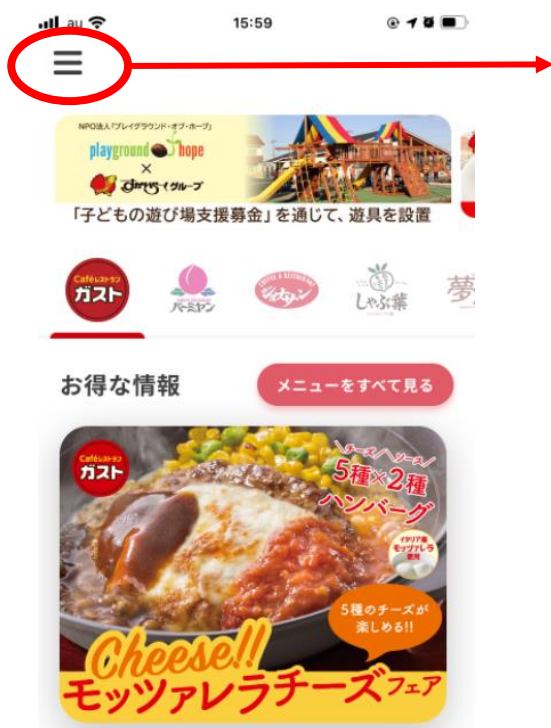 au
15:59
NPO法人「プレイグラウンド・オブ・ホープ」
playground hope
×
すかいらーくグループ
「子どもの遊び場支援募金」を通じて、遊具を設置
Caféレストラン
ガスト
バーミヤン
COFFEE & RESTAURANT
ジョナサン
しゃぶ葉
夢
お得な情報
メニューをすべて見る
Caféレストラン
ガスト
チーズ ソース
5種×2種
ハンバーグ
イタリア産
モッツァレラ
使用
5種のチーズが
楽しめる!!
Cheese!!
モッツァレラチーズフェア